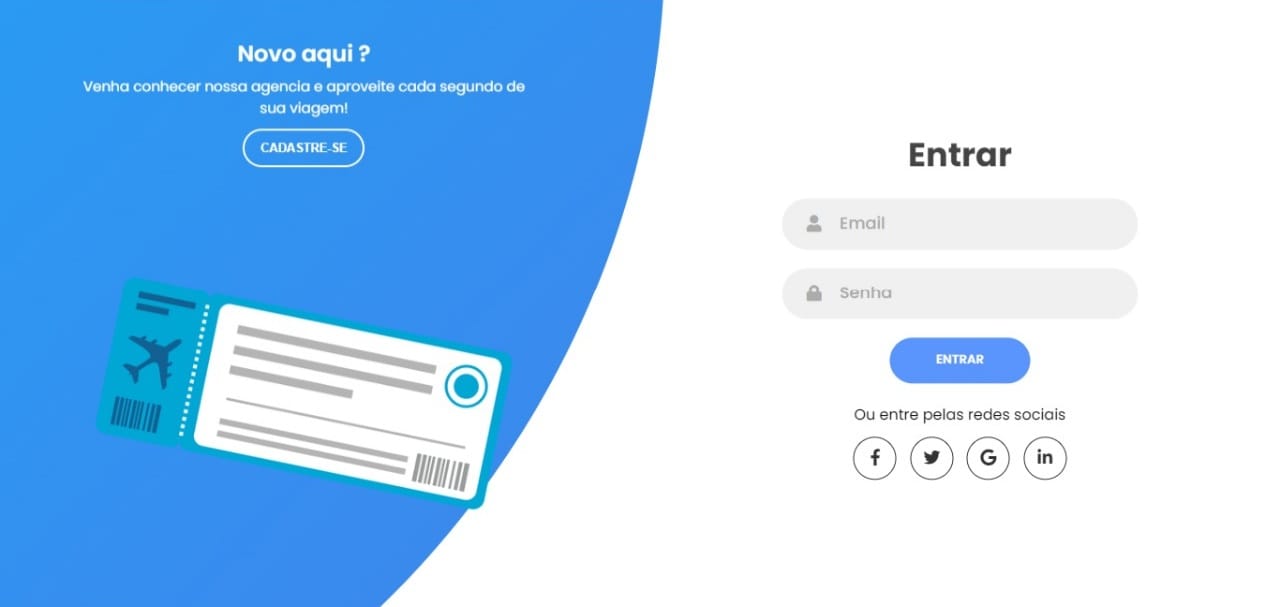 Novo aqui ?
Venha conhecer nossa agencia e aproveite cada segundo de
sua viagem!
CADASTRE-SE
Entrar
Email
Senha
ENTRAR
Ou entre pelas redes sociais